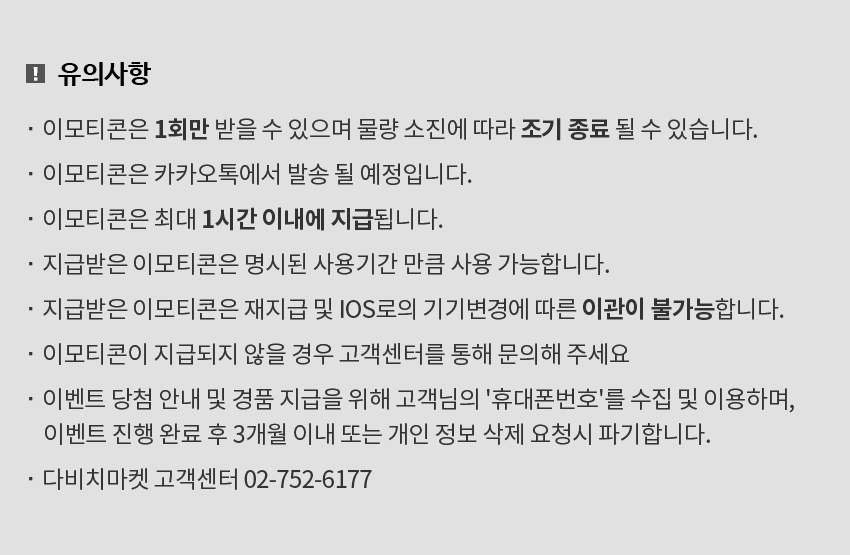 ! 유의사항
· 이모티콘은 1회만 받을 수 있으며 물량 소진에 따라 조기 종료 될 수 있습니다.
· 이모티콘은 카카오톡에서 발송 될 예정입니다.
· 이모티콘은 최대 1시간 이내에 지급됩니다.
· 지급받은 이모티콘은 명시된 사용기간 만큼 사용 가능합니다.
· 지급받은 이모티콘은 재지급 및 IOS로의 기기변경에 따른 이관이 불가능합니다.
· 이모티콘이 지급되지 않을 경우 고객센터를 통해 문의해 주세요
· 이벤트 당첨 안내 및 경품 지급을 위해 고객님의 '휴대폰번호'를 수집 및 이용하며,
이벤트 진행 완료 후 3개월 이내 또는 개인 정보 삭제 요청시 파기합니다.
· 다비치마켓 고객센터 02-752-6177